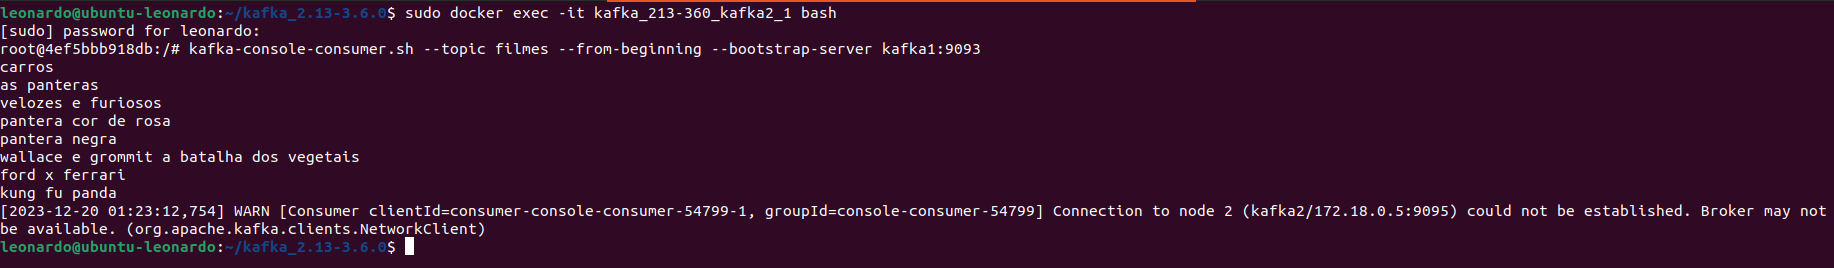 leonardo@ubuntu-leonardo:~/kafka_2.13-3.6.0$ sudo docker exec -it kafka_213-360_kafka2_1 bash
[sudo] password for leonardo:
root@4ef5bbb918db:/# kafka-console-consumer.sh --topic filmes --from-beginning --bootstrap-server kafka1:9093
carros
as panteras
velozes e furiosos
pantera cor de rosa
pantera negra
wallace e grommit a batalha dos vegetais
ford x ferrari
kung fu panda
[2023-12-20 01:23:12,754] WARN [Consumer clientId=consumer-console-consumer-54799-1, groupId=console-consumer-54799] Connection to node 2 (kafka2/172.18.0.5:9095) could not be established. Broker may not
be available. (org.apache.kafka.clients.NetworkClient)
leonardo@ubuntu-leonardo:~/kafka_2.13-3.6.0$